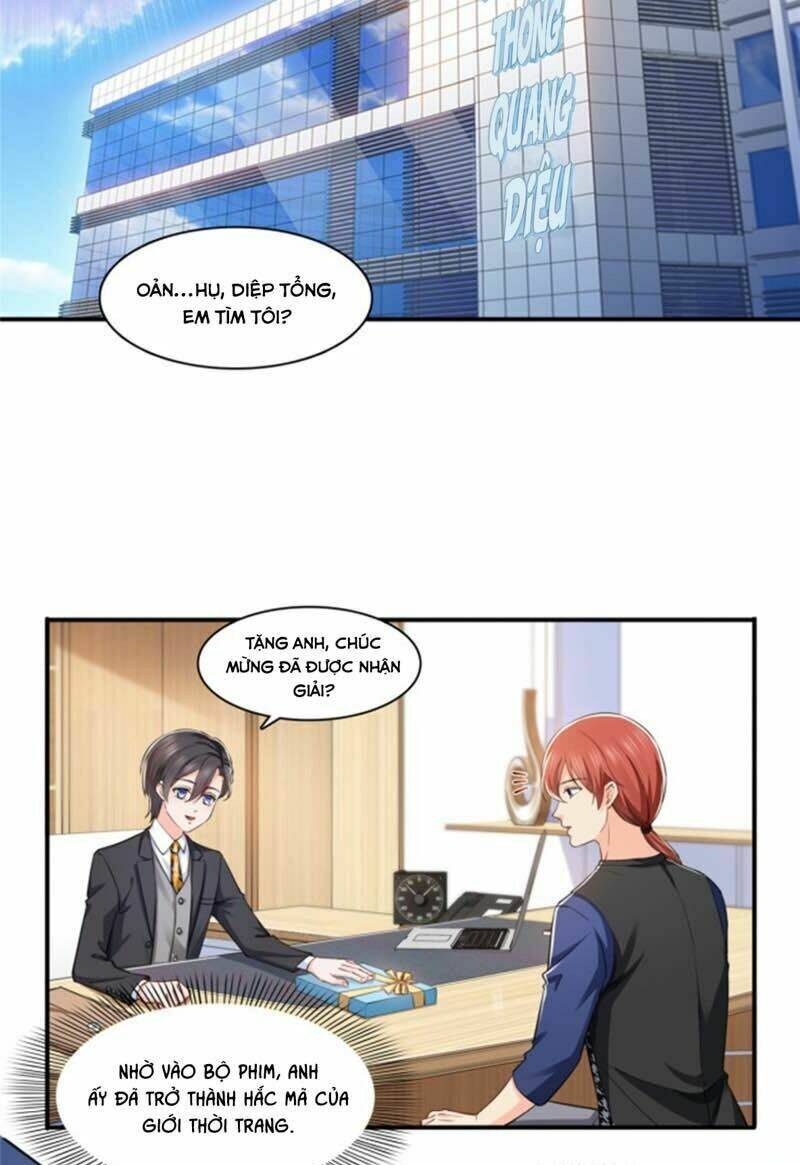 THỐNG
QUANG
DIỆU
OẢN...HỤ, DIỆP TỔNG,
EM TÌM TÔI?
TẶNG ANH, CHÚC
MỪNG ĐÃ ĐƯỢC NHẬN
GIẢI?
NHỜ VÀO BỘ PHIM, ANH
ẤY ĐÃ TRỞ THÀNH HẮC MÃ CỦA
GIỚI THỜI TRANG.